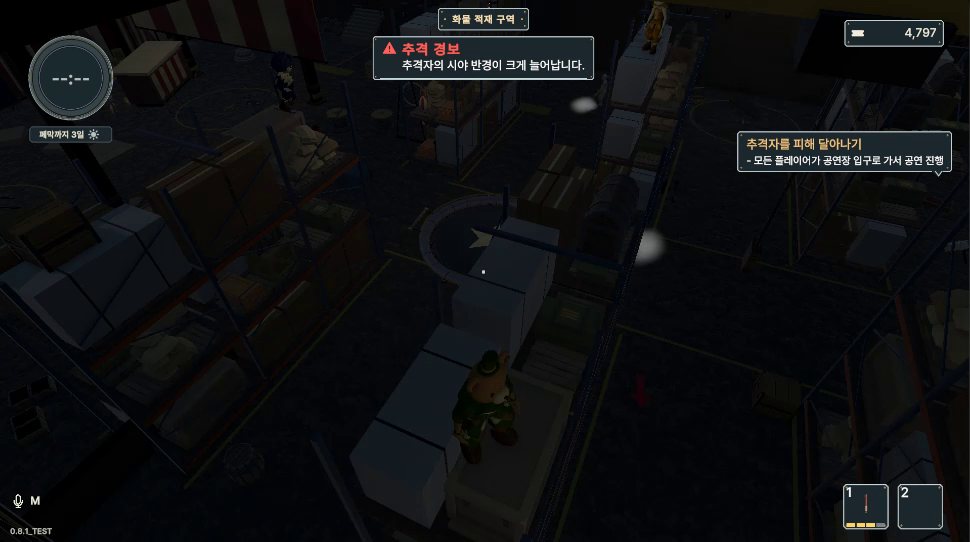 화물 적재 구역
추격 경보
추격자의 시야 반경이 크게 늘어납니다.
4,797
--:--
폐막까지 3일
추격자를 피해 달아나기
- 모든 플레이어가 공연장 입구로 가서 공연 진행
M
0.8.1_TEST
1
2